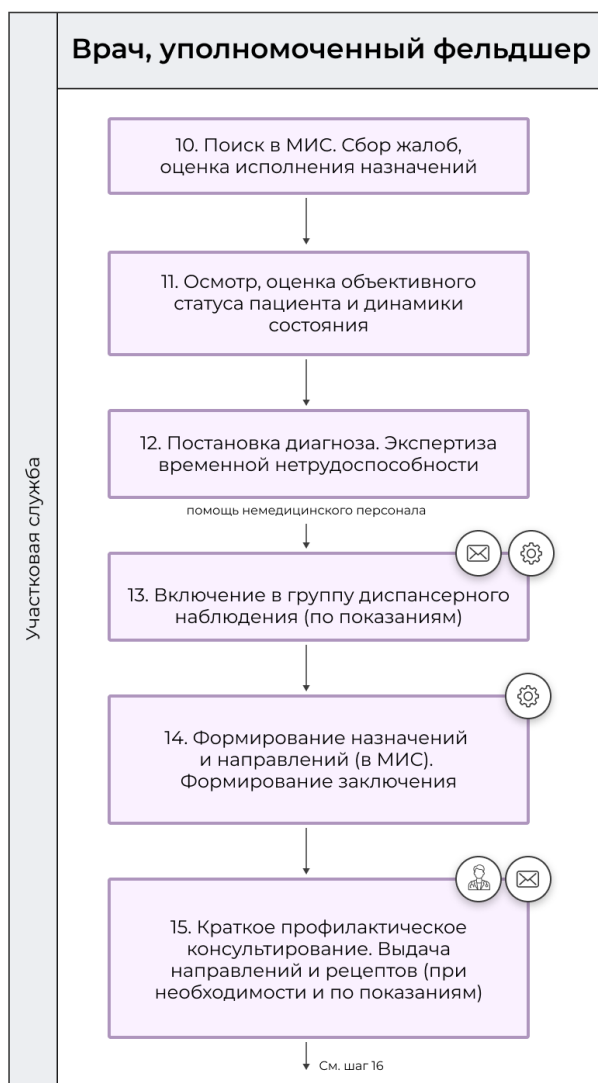 Врач, уполномоченный фельдшер
Участковая служба
10. Поиск в МИС. Сбор жалоб,
оценка исполнения назначений
11. Осмотр, оценка объективного
статуса пациента и динамики
состояния
12. Постановка диагноза. Экспертиза
временной нетрудоспособности
помощь немедицинского персонала
13. Включение в группу диспансерного
наблюдения (по показаниям)
14. Формирование назначений
и направлений (в МИС).
Формирование заключения
15. Краткое профилактическое
консультирование. Выдача
направлений и рецептов (при
необходимости и по показаниям)
См. шаг 16